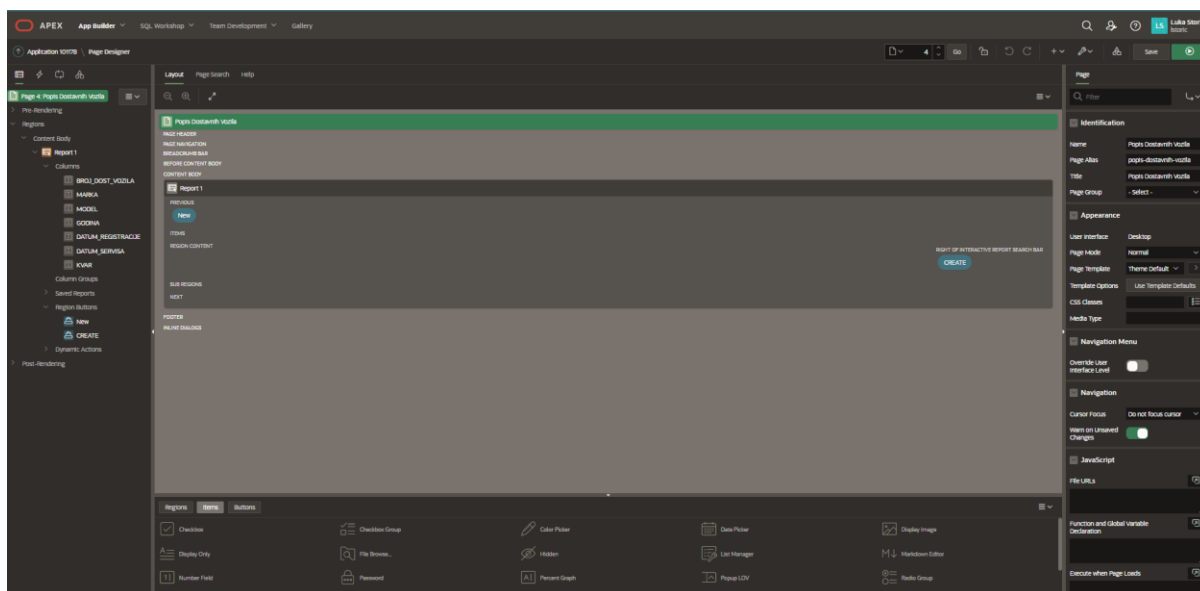 APEX App Builder SQL Workshop Team Development Gallery
Luka Stori
lstoric
LS
Application 101178 \ Page Designer
4 Go Save
Page 4: Popis Dostavnih Vozila
Pre-Rendering
Regions
Content Body
Report 1
Columns
BROJ_DOST_VOZILA
MARKA
MODEL
GODINA
DATUM_REGISTRACIJE
DATUM_SERVISA
KVAR
Column Groups
Saved Reports
Region Buttons
New
CREATE
Dynamic Actions
Post-Rendering
Layout Page Search Help
Popis Dostavnih Vozila
PAGE HEADER
PAGE NAVIGATION
BREADCRUMB BAR
BEFORE CONTENT BODY
CONTENT BODY
Report 1
PREVIOUS
New
ITEMS
REGION CONTENT
RIGHT OF INTERACTIVE REPORT SEARCH BAR
CREATE
SUB REGIONS
NEXT
FOOTER
INLINE DIALOGS
Regions Items Buttons
Checkbox Checkbox Group Color Picker Date Picker Display Image
Display Only File Browse... Hidden List Manager Markdown Editor
Number Field Password Percent Graph Popup LOV Radio Group
Page
Filter
Identification
Name Popis Dostavnih Vozila
Page Alias popis-dostavnih-vozila
Title Popis Dostavnih Vozila
Page Group - Select -
Appearance
User Interface Desktop
Page Mode Normal
Page Template Theme Default
Template Options Use Template Defaults
CSS Classes
Media Type
Navigation Menu
Override User
Interface Level
Navigation
Cursor Focus Do not focus cursor
Warn on Unsaved
Changes
JavaScript
File URLs
Function and Global Variable
Declaration
Execute when Page Loads